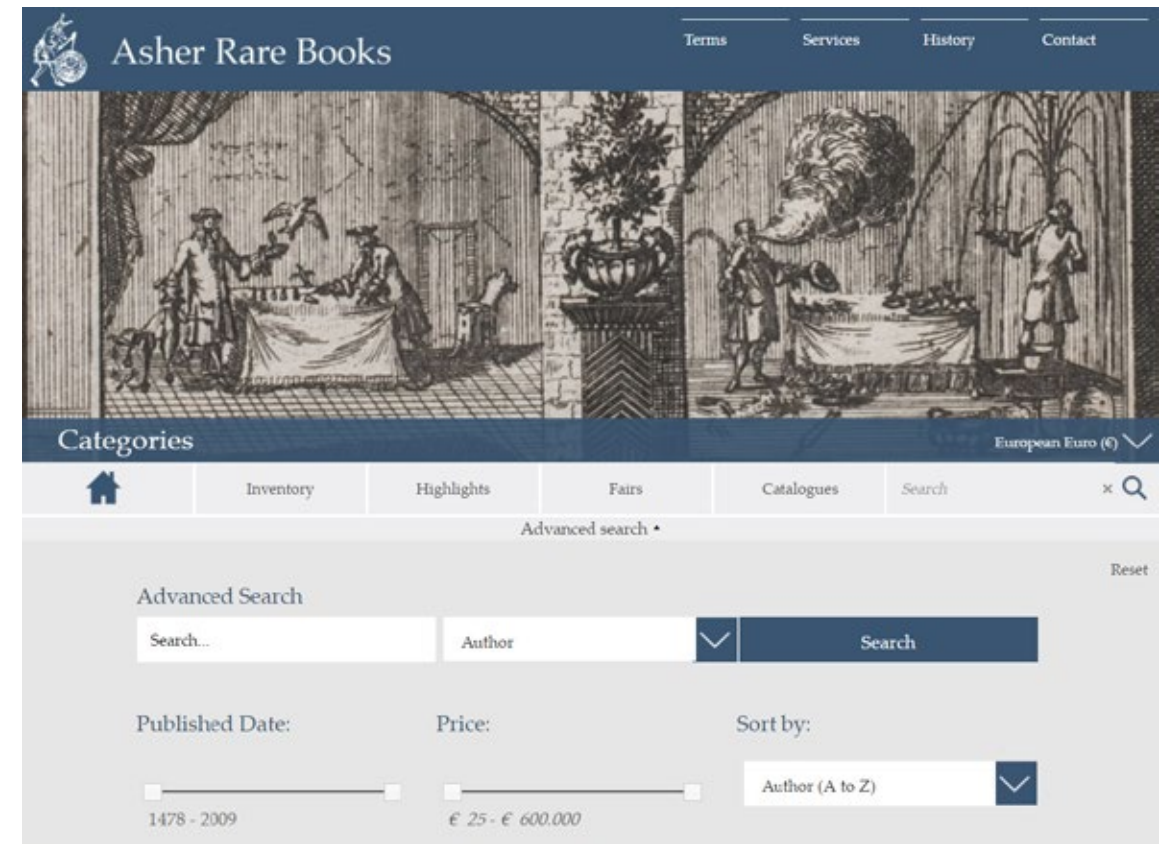 Asher Rare Books
Terms Services History Contact
Categories
European Euro (€)
Inventory Highlights Fairs Catalogues Search ×
Advanced search
Reset
Advanced Search
Search... Author Search
Published Date: Price: Sort by:
Author (A to Z)
1478 - 2009 € 25 - € 600.000